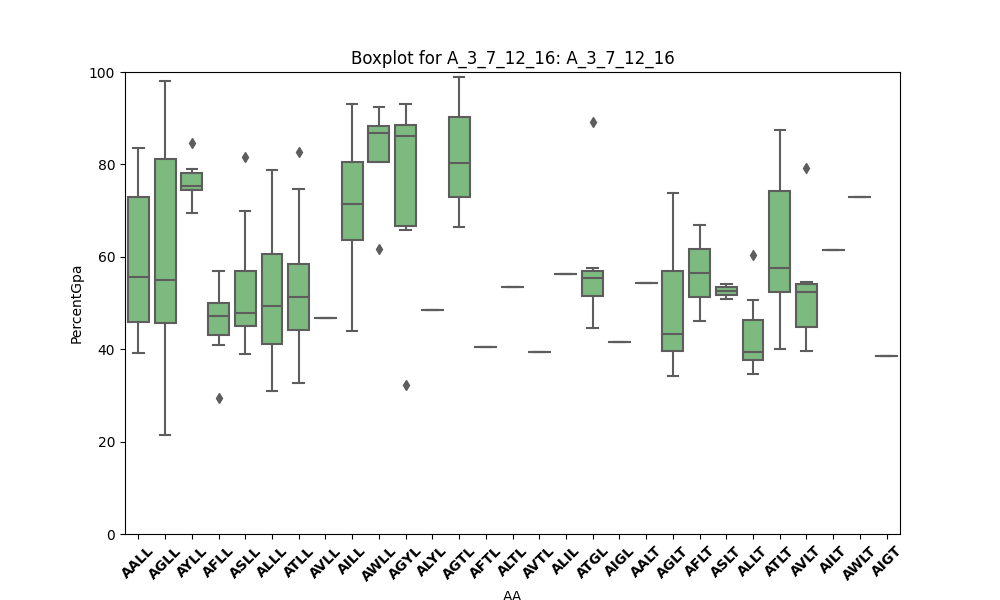 Boxplot for A_3_7_12_16: A_3_7_12_16
PercentGpa
100
80
60
40
20
0
AALL AGLL AYLL AFLL ASLL ALLL ATLL AVLL AILL AWLL AGYL ALYL AGTL AFTL ALTL AVTL ALIL ATGL AIGL AALT AGLT AFLT ASLT ALLT ATLT AVLT AILT AWLT AIGT
AA